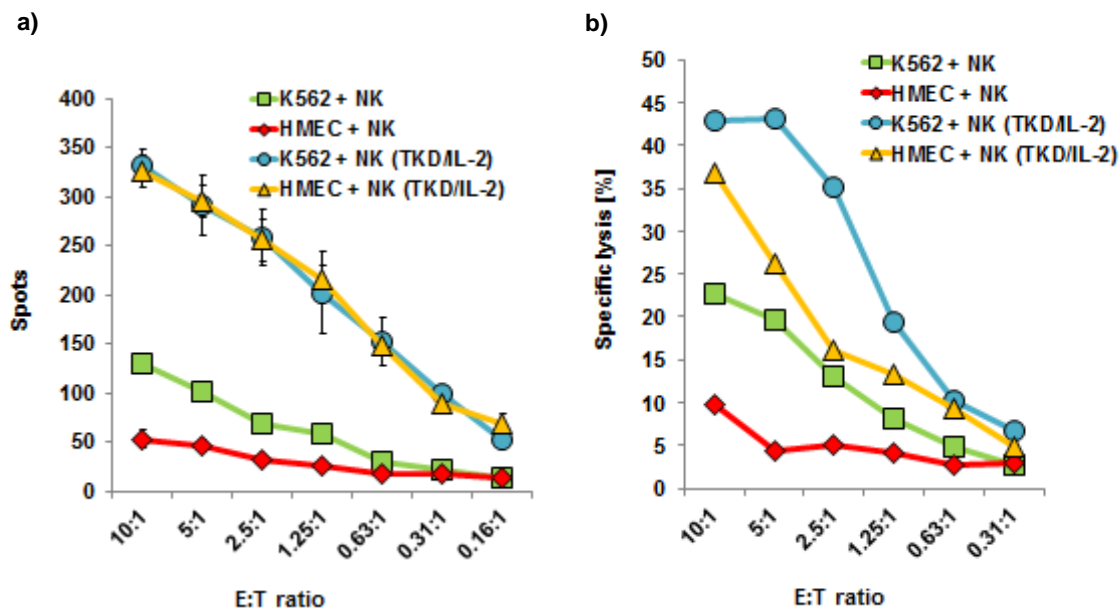 a)
K562 + NK
HMEC + NK
K562 + NK (TKD/IL-2)
HMEC + NK (TKD/IL-2)
400
350
300
250
200
150
100
50
0
Spots
10:1
5:1
2.5:1
1.25:1
0.63:1
0.31:1
0.16:1
E:T ratio
b)
K562 + NK
HMEC + NK
K562 + NK (TKD/IL-2)
HMEC + NK (TKD/IL-2)
50
45
40
35
30
25
20
15
10
5
0
Specific lysis [%]
10:1
5:1
2.5:1
1.25:1
0.63:1
0.31:1
E:T ratio